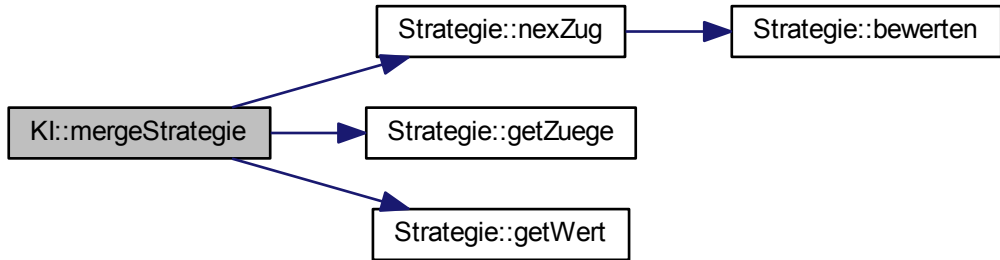 Strategie::nexZug
Strategie::bewerten
KI::mergeStrategie
Strategie::getZuege
Strategie::getWert